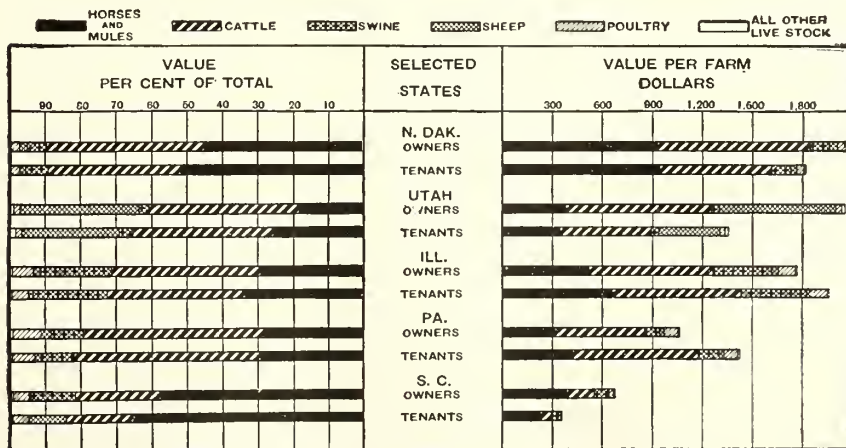 HORSES AND MULES CATTLE SWINE SHEEP POULTRY ALL OTHER LIVE STOCK
VALUE
PER CENT OF TOTAL
SELECTED
STATES
VALUE PER FARM
DOLLARS
90 80 70 60 50 40 30 20 10
300 600 900 1,200 1,500 1,800
N. DAK.
OWNERS
TENANTS
UTAH
OWNERS
TENANTS
ILL.
OWNERS
TENANTS
PA.
OWNERS
TENANTS
S. C.
OWNERS
TENANTS